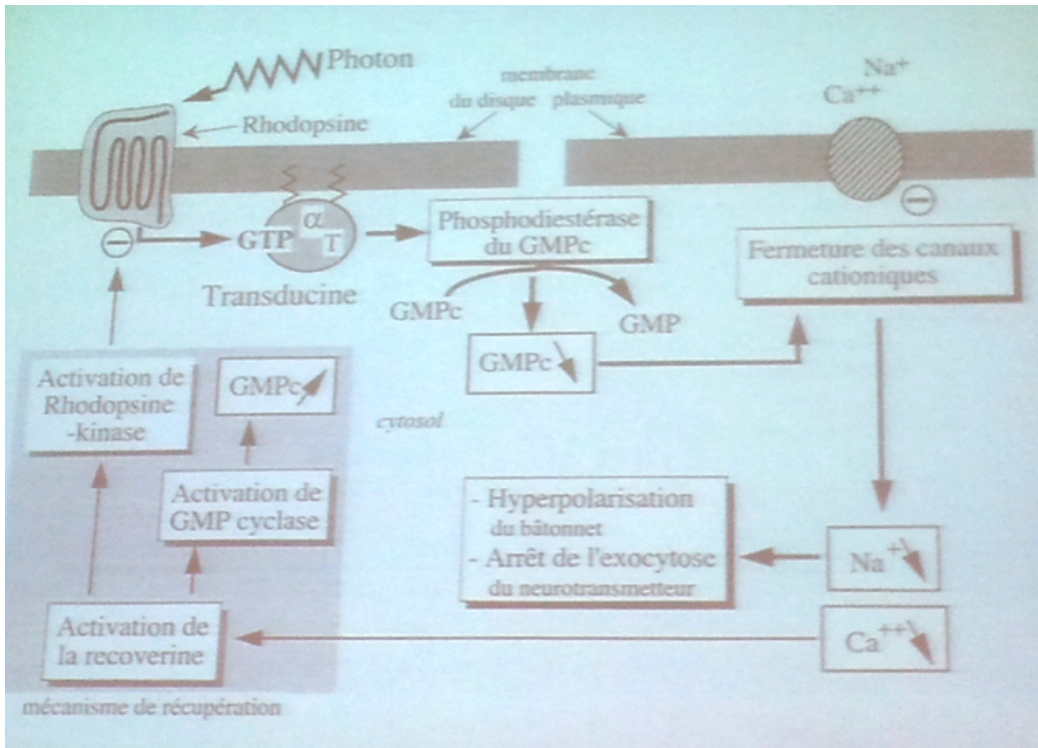 Photon
Rhodopsine
membrane
du disque plasmique
Na⁺
Ca⁺⁺
GTP
α
T
Transducine
Phosphodiestérase
du GMPc
GMPc
GMP
GMPc
Fermeture des canaux
cationiques
Activation de
Rhodopsine
-kinase
GMPc
cytosol
Activation de
GMP cyclase
- Hyperpolarisation
du bâtonnet
- Arrêt de l'exocytose
du neurotransmetteur
Na⁺
Ca⁺⁺
Activation de
la recoverine
mécanisme de récupération